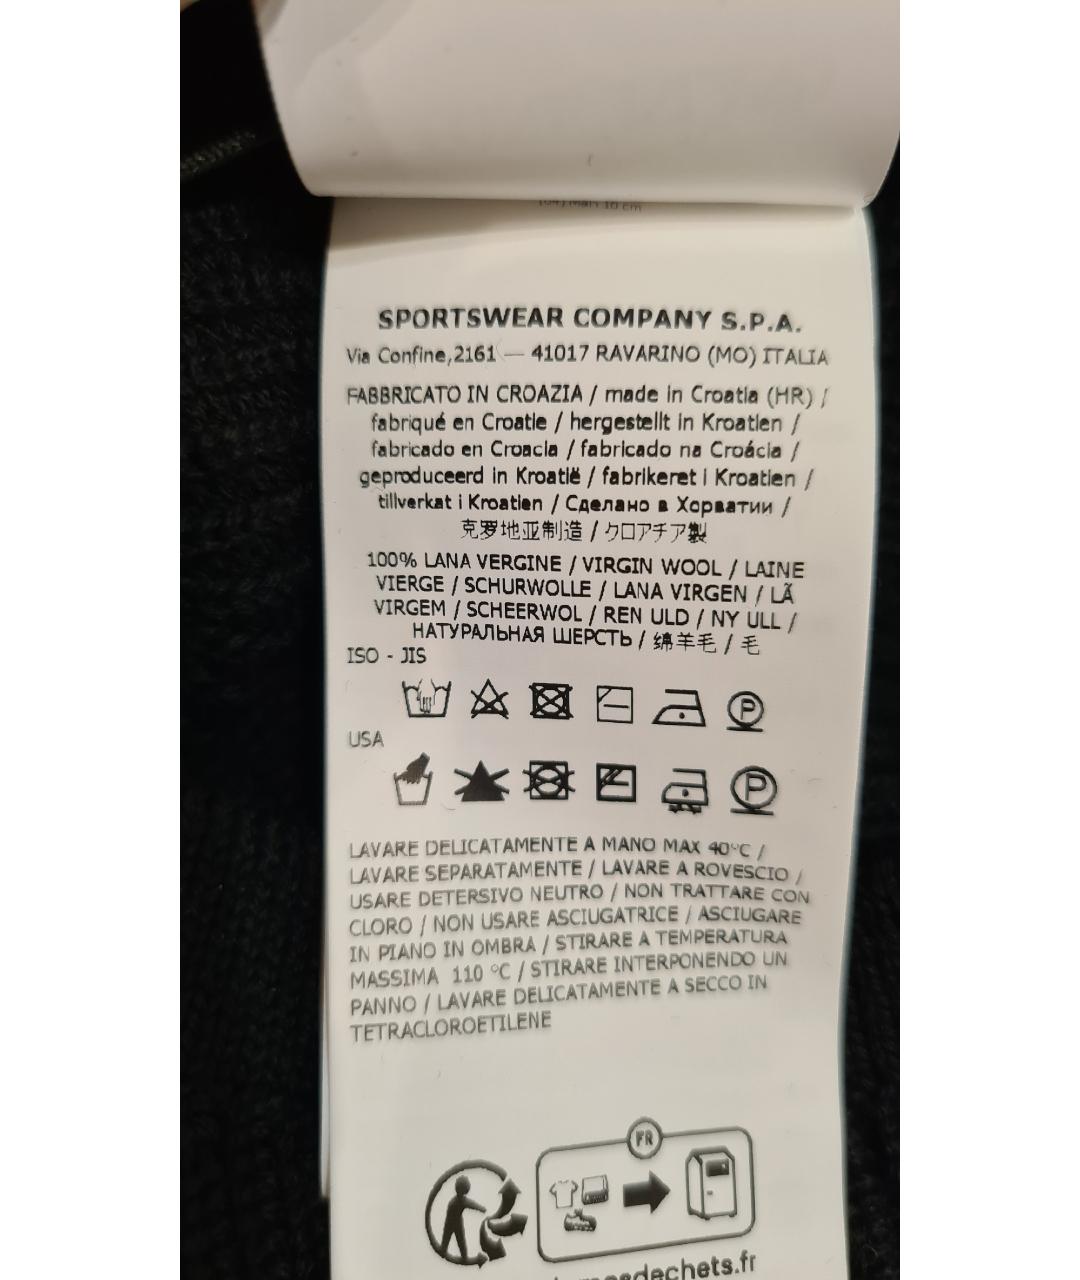 10 cm
SPORTSWEAR COMPANY S.P.A.
Via Confine,2161 — 41017 RAVARINO (MO) ITALIA
FABBRICATO IN CROAZIA / made in Croatia (HR) /
fabriqué en Croatie / hergestellt in Kroatien /
fabricado en Croacia / fabricado na Croácia /
geproduceerd in Kroatië / fabrikeret i Kroatien /
tillverkat i Kroatien / Сделано в Хорватии /
克罗地亚制造 / クロアチア製
100% LANA VERGINE / VIRGIN WOOL / LAINE
VIERGE / SCHURWOLLE / LANA VIRGEN / LÃ
VIRGEM / SCHEERWOL / REN ULD / NY ULL /
НАТУРАЛЬНАЯ ШЕРСТЬ / 绵羊毛 / 毛
ISO - JIS
P
USA
P
LAVARE DELICATAMENTE A MANO MAX 40°C /
LAVARE SEPARATAMENTE / LAVARE A ROVESCIO /
USARE DETERSIVO NEUTRO / NON TRATTARE CON
CLORO / NON USARE ASCIUGATRICE / ASCIUGARE
IN PIANO IN OMBRA / STIRARE A TEMPERATURA
MASSIMA 110 °C / STIRARE INTERPONENDO UN
PANNO / LAVARE DELICATAMENTE A SECCO IN
TETRACLOROETILENE
FR